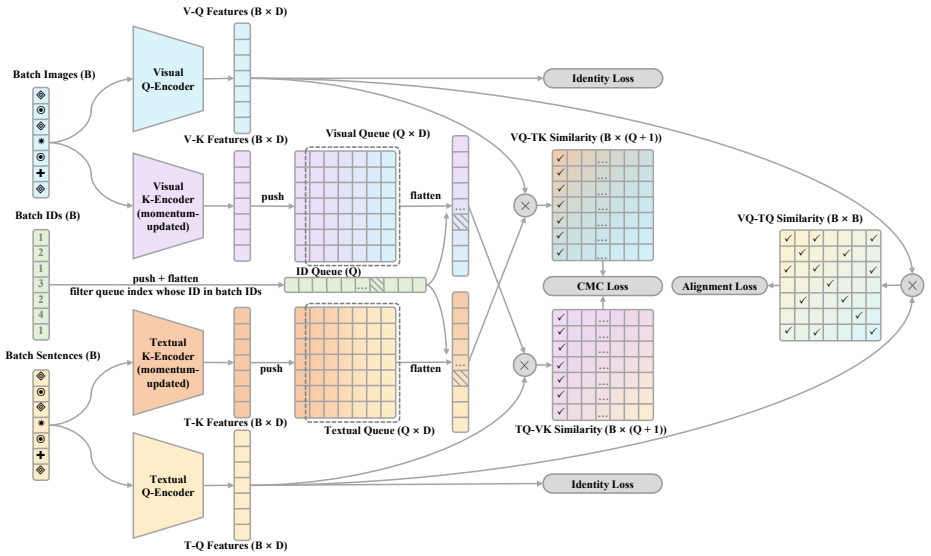 V-Q Features (B × D)
Visual
Q-Encoder
Identity Loss
Batch Images (B)
V-K Features (B × D)
Visual Queue (Q × D)
VQ-TK Similarity (B × (Q + 1))
Visual
K-Encoder
(momentum-
updated)
push
flatten
...
...
...
Batch IDs (B)
VQ-TQ Similarity (B × B)
1
2
1
3
2
4
1
push + flatten
filter queue index whose ID in batch IDs
ID Queue (Q)
...
CMC Loss
Alignment Loss
Batch Sentences (B)
Textual
K-Encoder
(momentum-
updated)
push
flatten
...
...
...
T-K Features (B × D)
Textual Queue (Q × D)
TQ-VK Similarity (B × (Q + 1))
Textual
Q-Encoder
Identity Loss
T-Q Features (B × D)